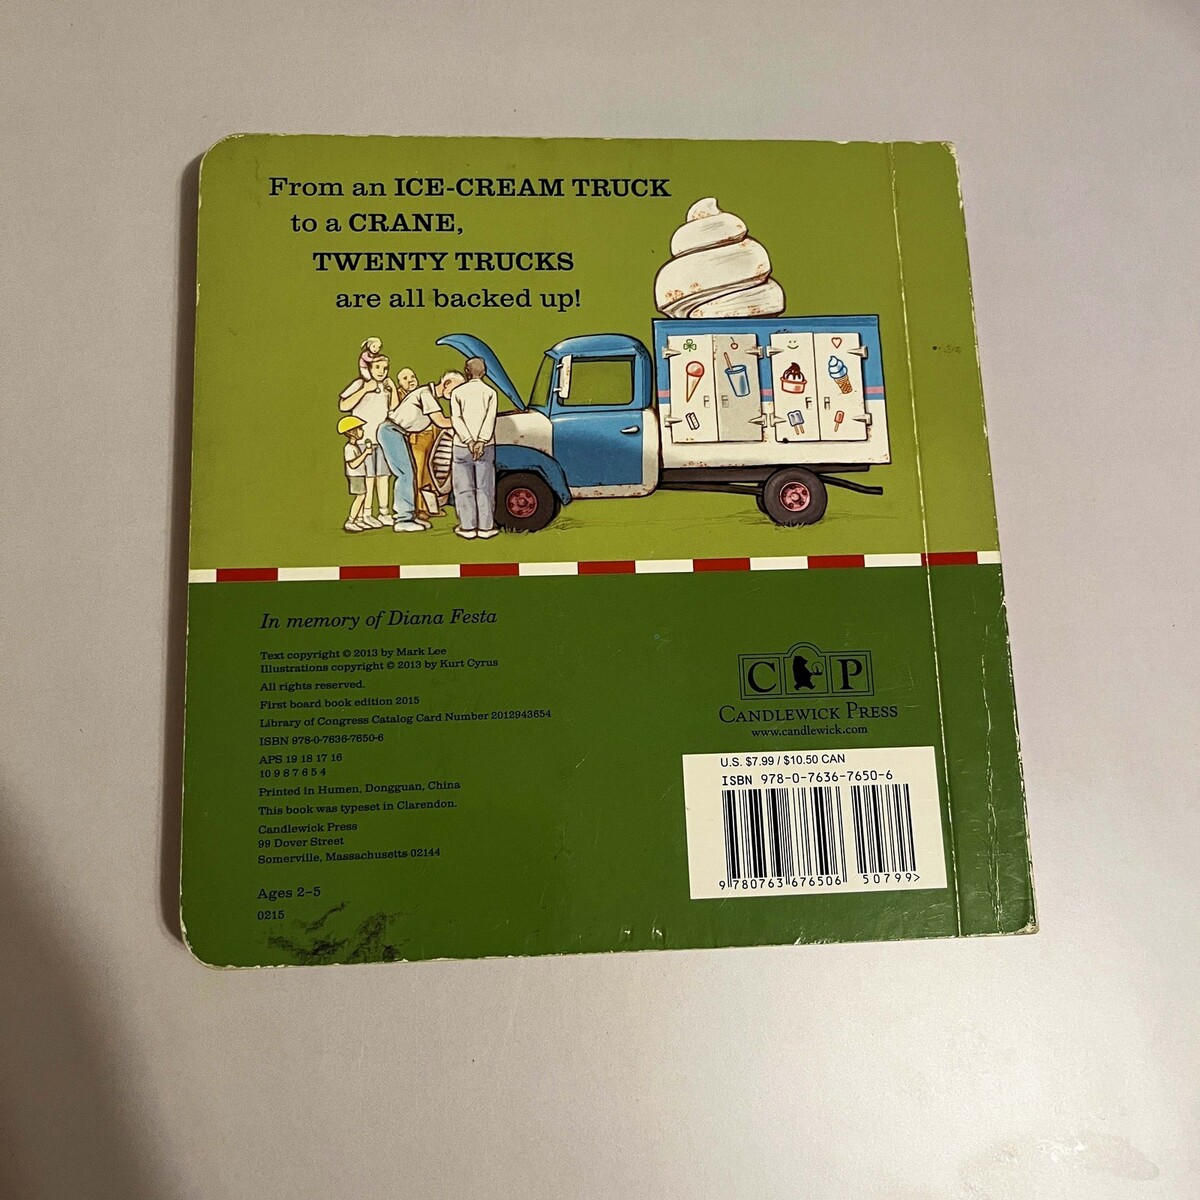 From an ICE-CREAM TRUCK
to a CRANE,
TWENTY TRUCKS
are all backed up!
In memory of Diana Festa
Text copyright © 2013 by Mark Lee
Illustrations copyright © 2013 by Kurt Cyrus
All rights reserved.
First board book edition 2015
Library of Congress Catalog Card Number 2012943654
ISBN 978-0-7636-7650-6
APS 19 18 17 16
10 9 8 7 6 5 4
Printed in Humen, Dongguan, China
This book was typeset in Clarendon.
Candlewick Press
99 Dover Street
Somerville, Massachusetts 02144
Ages 2–5
0215
C P
CANDLEWICK PRESS
www.candlewick.com
U.S. $7.99 / $10.50 CAN
ISBN 978-0-7636-7650-6
9 780763 676506
50799>